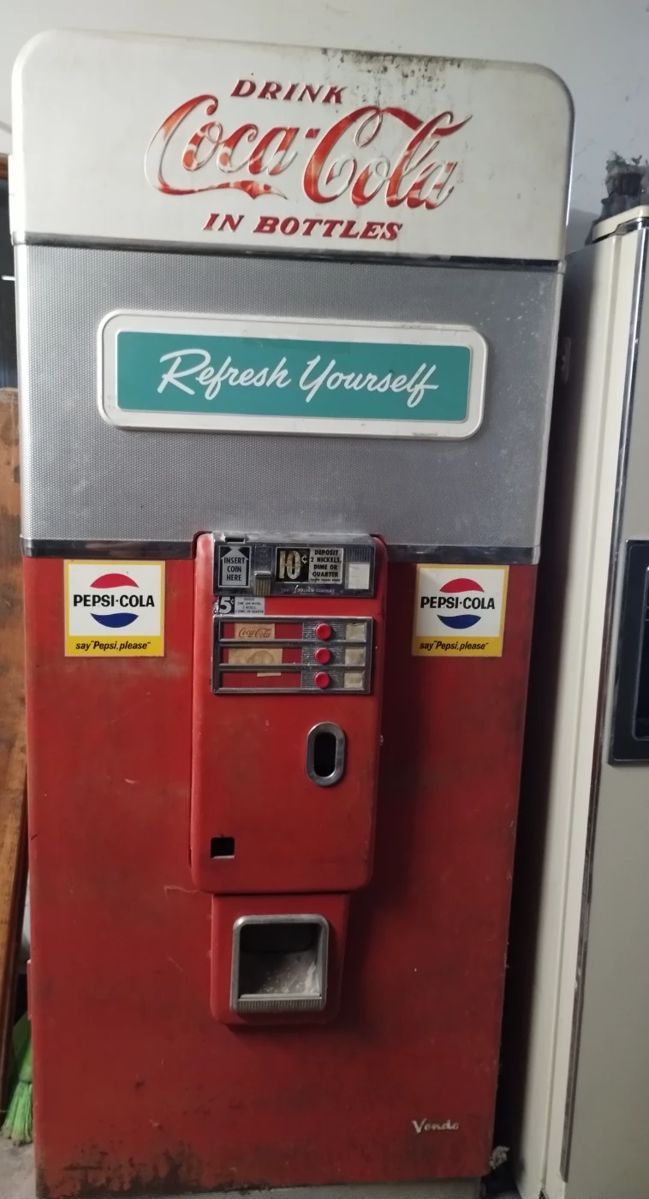 DRINK
Coca-Cola
IN BOTTLES
Refresh Yourself
INSERT
COIN
HERE
10¢
DEPOSIT
2 NICKELS,
DIME OR
QUARTER
5¢
PEPSI·COLA
say "Pepsi, please"
Coca-Cola
PEPSI·COLA
say "Pepsi, please"
Vendo